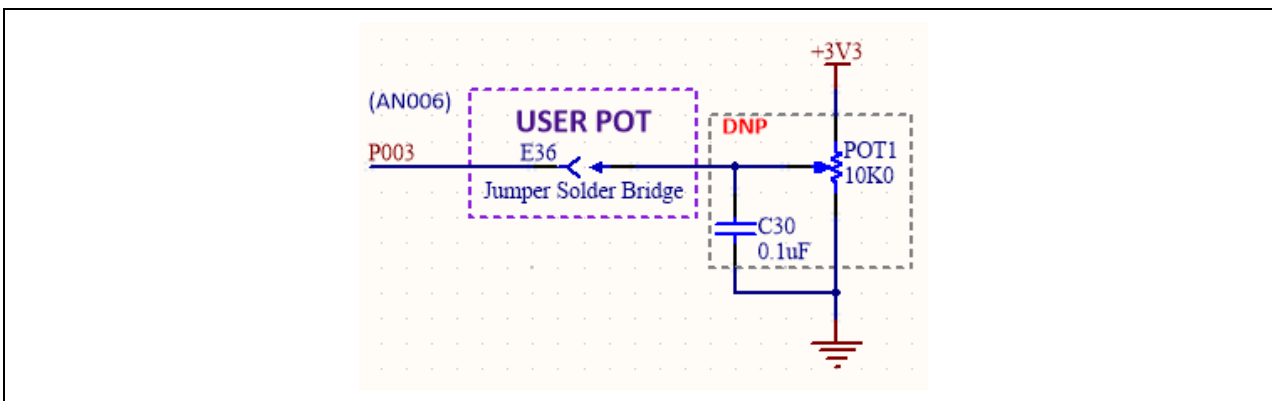 +3V3
(AN006)
USER POT
DNP
P003
E36
POT1
10K0
Jumper Solder Bridge
C30
0.1uF